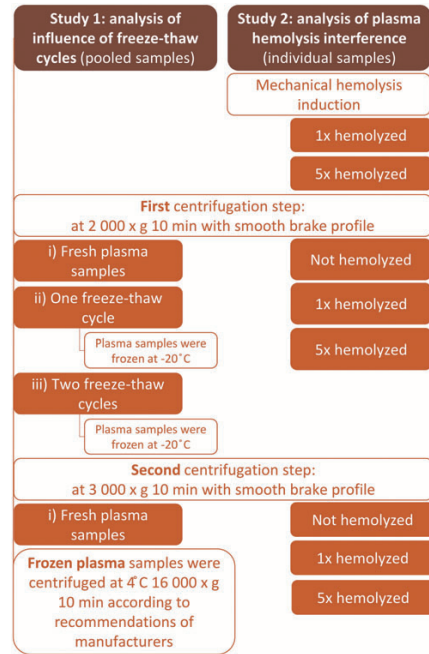 Study 1: analysis of
influence of freeze-thaw
cycles (pooled samples)
Study 2: analysis of plasma
hemolysis interference
(individual samples)
Mechanical hemolysis
induction
1x hemolyzed
5x hemolyzed
First centrifugation step:
at 2 000 x g 10 min with smooth brake profile
i) Fresh plasma
samples
Not hemolyzed
ii) One freeze-thaw
cycle
1x hemolyzed
Plasma samples were
frozen at -20˚C
5x hemolyzed
iii) Two freeze-thaw
cycles
Plasma samples were
frozen at -20˚C
Second centrifugation step:
at 3 000 x g 10 min with smooth brake profile
i) Fresh plasma
samples
Not hemolyzed
Frozen plasma samples were
centrifuged at 4˚C 16 000 x g
10 min according to
recommendations of
manufacturers
1x hemolyzed
5x hemolyzed